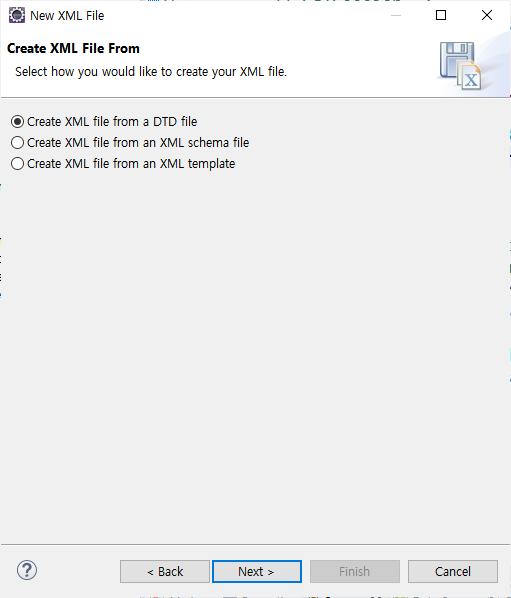 New XML File
Create XML File From
Select how you would like to create your XML file.
Create XML file from a DTD file
Create XML file from an XML schema file
Create XML file from an XML template
?
< Back
Next >
Finish
Cancel